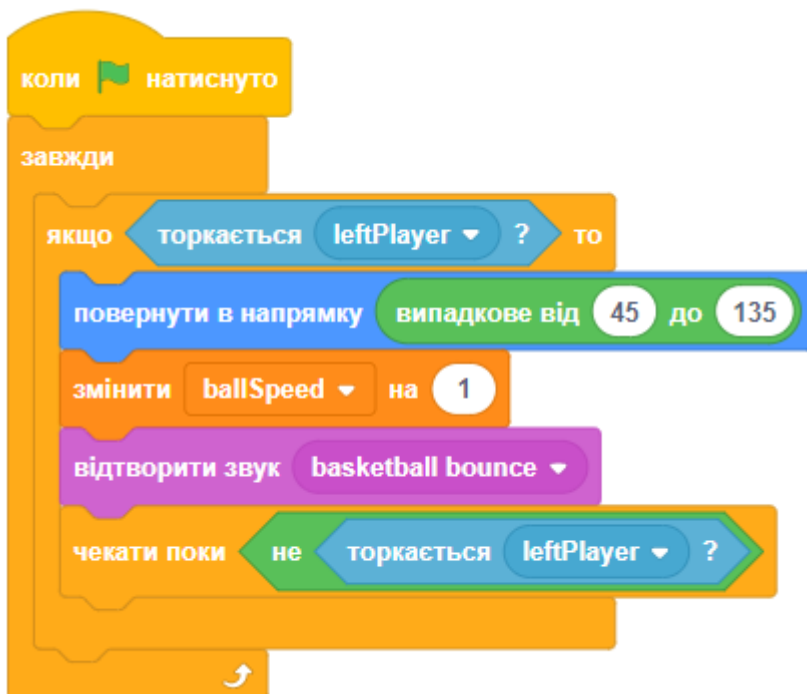 коли натиснуто
завжди
якщо торкається leftPlayer ? то
повернути в напрямку випадкове від 45 до 135
змінити ballSpeed на 1
відтворити звук basketball bounce
чекати поки не торкається leftPlayer ?